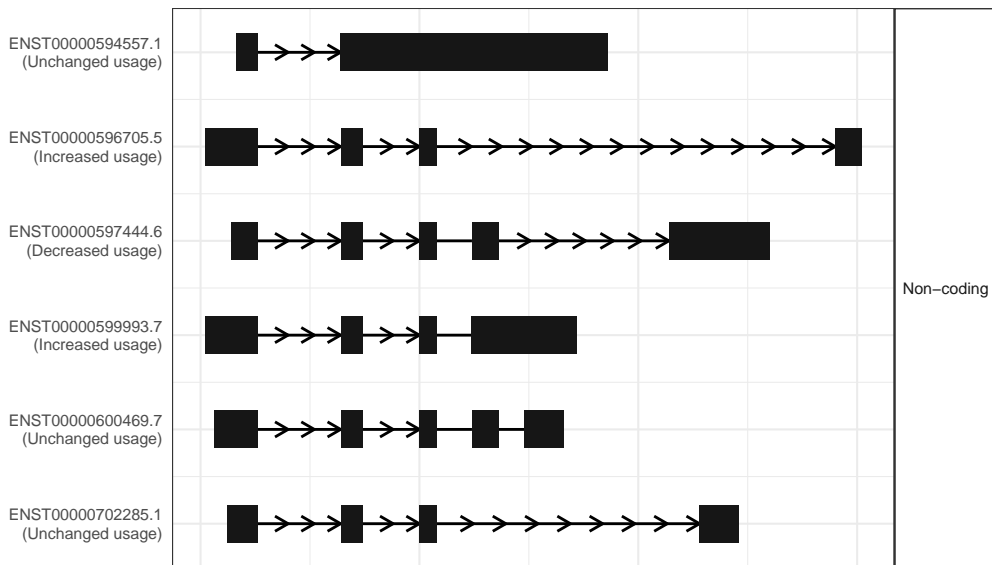 ENST00000594557.1
(Unchanged usage)
ENST00000596705.5
(Increased usage)
ENST00000597444.6
(Decreased usage)
Non−coding
ENST00000599993.7
(Increased usage)
ENST00000600469.7
(Unchanged usage)
ENST00000702285.1
(Unchanged usage)